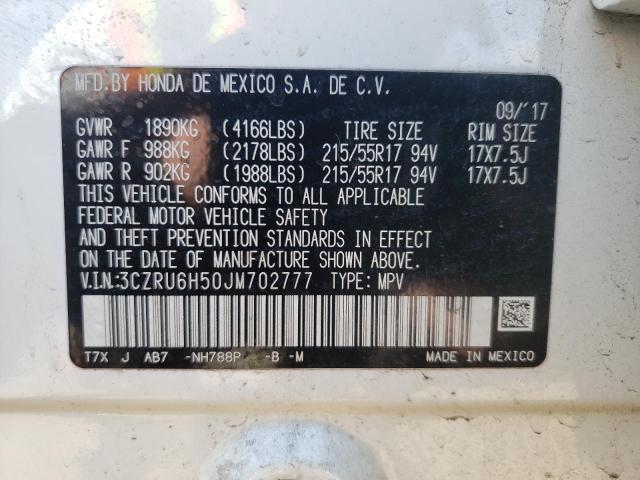 MFD.BY HONDA DE MEXICO S.A. DE C.V.
09/'17
GVWR 1890KG (4166LBS) TIRE SIZE RIM SIZE
GAWR F 988KG (2178LBS) 215/55R17 94V 17X7.5J
GAWR R 902KG (1988LBS) 215/55R17 94V 17X7.5J
THIS VEHICLE CONFORMS TO ALL APPLICABLE
FEDERAL MOTOR VEHICLE SAFETY
AND THEFT PREVENTION STANDARDS IN EFFECT
ON THE DATE OF MANUFACTURE SHOWN ABOVE.
V.I.N:3CZRU6H50JM702777 TYPE: MPV
T7X J AB7 -NH788P -B -M MADE IN MEXICO